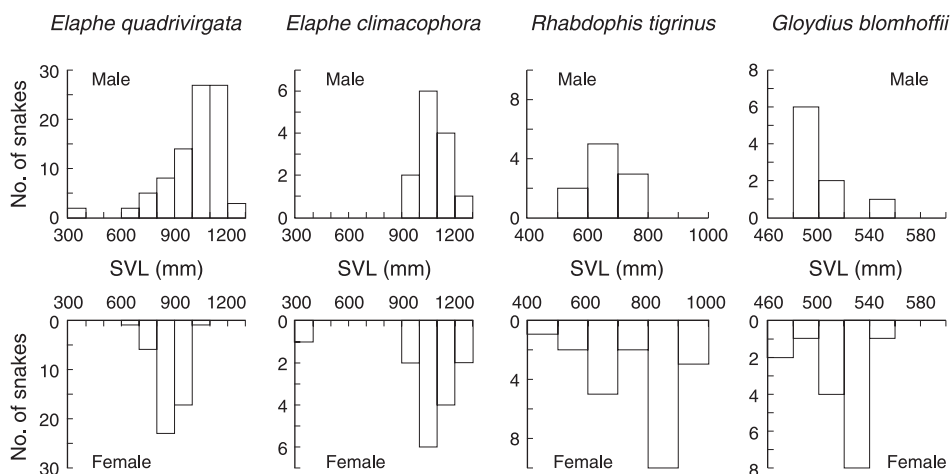 Elaphe quadrivirgata Elaphe climacophora Rhabdophis tigrinus Gloydius blomhoffii
No. of snakes
30
20
10
0
Male
300 600 900 1200
6
4
2
0
Male
300 600 900 1200
8
4
0
Male
400 600 800 1000
8
6
4
2
0
Male
460 500 540 580
SVL (mm) SVL (mm) SVL (mm) SVL (mm)
No. of snakes
300 600 900 1200
0
10
20
30
Female
300 600 900 1200
0
2
4
6
Female
400 600 800 1000
0
4
8
Female
460 500 540 580
0
2
4
6
8
Female